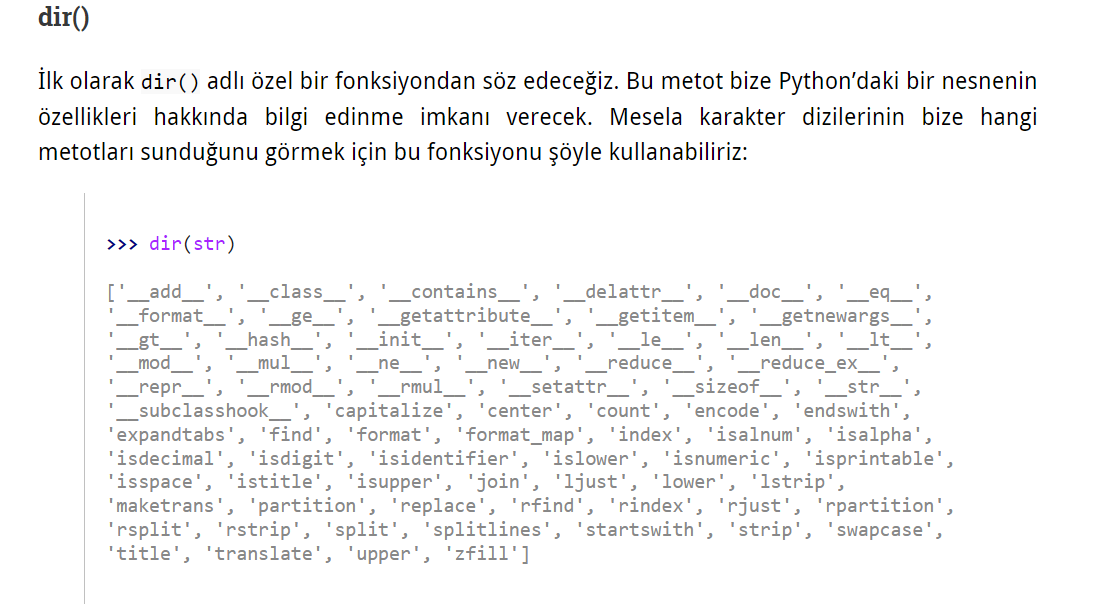 dir()
İlk olarak dir() adlı özel bir fonksiyondan söz edeceğiz. Bu metot bize Python’daki bir nesnenin
özellikleri hakkında bilgi edinme imkanı verecek. Mesela karakter dizilerinin bize hangi
metotları sunduğunu görmek için bu fonksiyonu şöyle kullanabiliriz:
>>> dir(str)
['__add__', '__class__', '__contains__', '__delattr__', '__doc__', '__eq__',
'__format__', '__ge__', '__getattribute__', '__getitem__', '__getnewargs__',
'__gt__', '__hash__', '__init__', '__iter__', '__le__', '__len__', '__lt__',
'__mod__', '__mul__', '__ne__', '__new__', '__reduce__', '__reduce_ex__',
'__repr__', '__rmod__', '__rmul__', '__setattr__', '__sizeof__', '__str__',
'__subclasshook__', 'capitalize', 'center', 'count', 'encode', 'endswith',
'expandtabs', 'find', 'format', 'format_map', 'index', 'isalnum', 'isalpha',
'isdecimal', 'isdigit', 'isidentifier', 'islower', 'isnumeric', 'isprintable',
'isspace', 'istitle', 'isupper', 'join', 'ljust', 'lower', 'lstrip',
'maketrans', 'partition', 'replace', 'rfind', 'rindex', 'rjust', 'rpartition',
'rsplit', 'rstrip', 'split', 'splitlines', 'startswith', 'strip', 'swapcase',
'title', 'translate', 'upper', 'zfill']